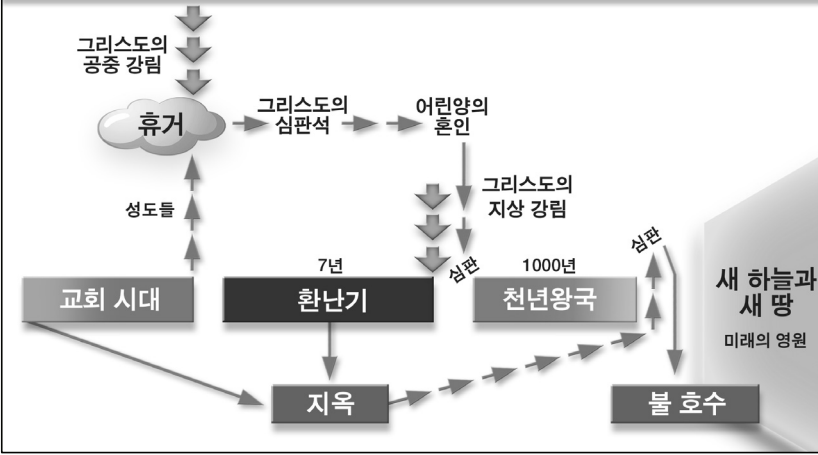 그리스도의
공중 강림
휴거
그리스도의
심판석
어린양의
혼인
성도들
그리스도의
지상 강림
심판
7년
1000년
심판
교회 시대
환난기
천년왕국
새 하늘과
새 땅
미래의 영원
지옥
불 호수